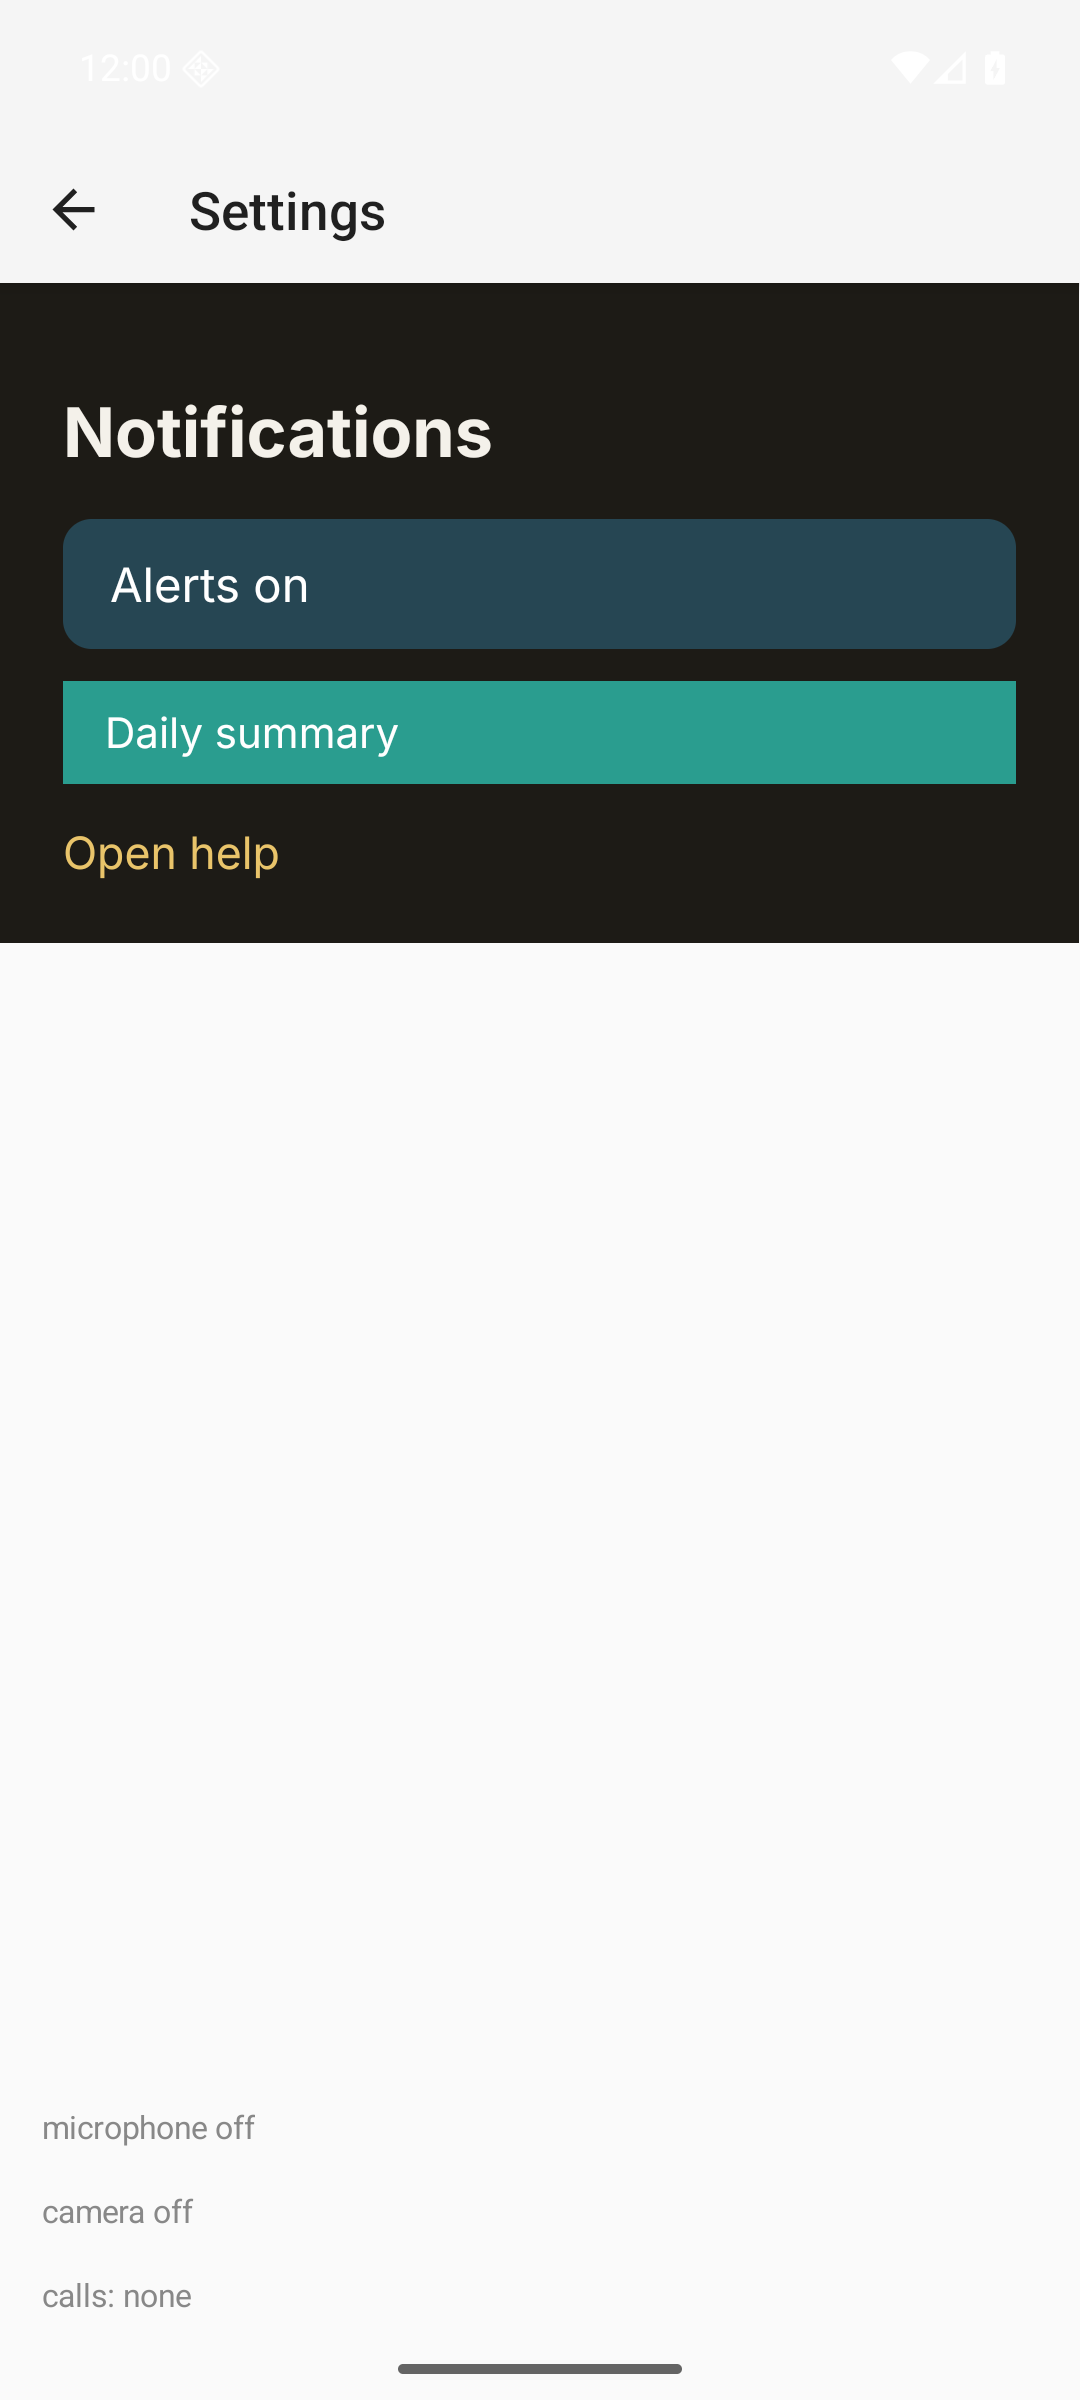 12:00
Settings
Notifications
Alerts on
Daily summary
Open help
microphone off
camera off
calls: none